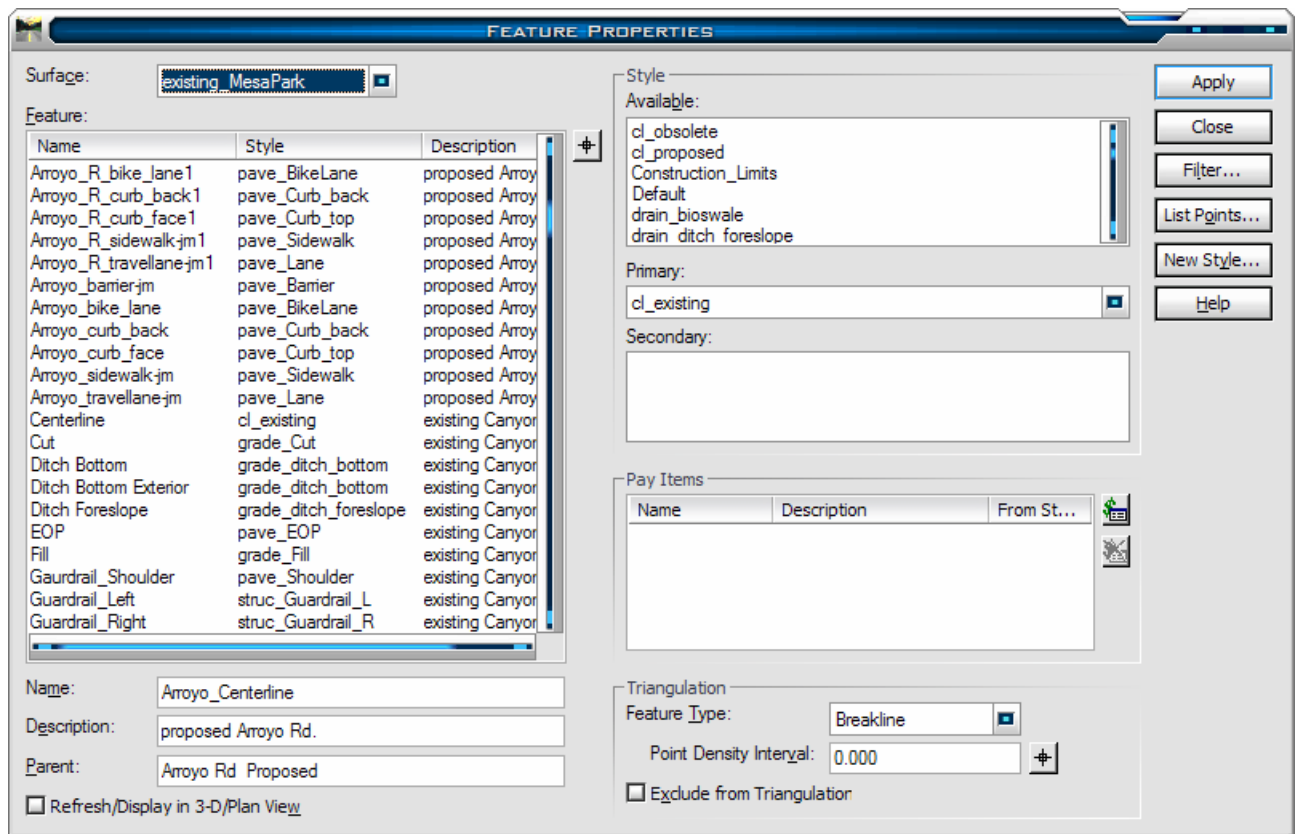 FEATURE PROPERTIES
Surface:
existing_MesaPark
Feature:
Name Style Description
Arroyo_R_bike_lane1 pave_BikeLane proposed Arroy
Arroyo_R_curb_back1 pave_Curb_back proposed Arroy
Arroyo_R_curb_face1 pave_Curb_top proposed Arroy
Arroyo_R_sidewalk-jm1 pave_Sidewalk proposed Arroy
Arroyo_R_travellane-jm1 pave_Lane proposed Arroy
Arroyo_barrier-jm pave_Barrier proposed Arroy
Arroyo_bike_lane pave_BikeLane proposed Arroy
Arroyo_curb_back pave_Curb_back proposed Arroy
Arroyo_curb_face pave_Curb_top proposed Arroy
Arroyo_sidewalk-jm pave_Sidewalk proposed Arroy
Arroyo_travellane-jm pave_Lane proposed Arroy
Centerline cl_existing existing Canyor
Cut grade_Cut existing Canyor
Ditch Bottom grade_ditch_bottom existing Canyor
Ditch Bottom Exterior grade_ditch_bottom existing Canyor
Ditch Foreslope grade_ditch_foreslope existing Canyor
EOP pave_EOP existing Canyor
Fill grade_Fill existing Canyor
Gaurdrail_Shoulder pave_Shoulder existing Canyor
Guardrail_Left struc_Guardrail_L existing Canyor
Guardrail_Right struc_Guardrail_R existing Canyor
Name:
Arroyo_Centerline
Description:
proposed Arroyo Rd.
Parent:
Arroyo Rd Proposed
Refresh/Display in 3-D/Plan View
Style
Available:
cl_obsolete
cl_proposed
Construction_Limits
Default
drain_bioswale
drain_ditch_foreslope
Primary:
cl_existing
Secondary:
Pay Items
Name Description From St...
Triangulation
Feature Type:
Breakline
Point Density Interval:
0.000
Exclude from Triangulation
Apply
Close
Filter...
List Points...
New Style...
Help